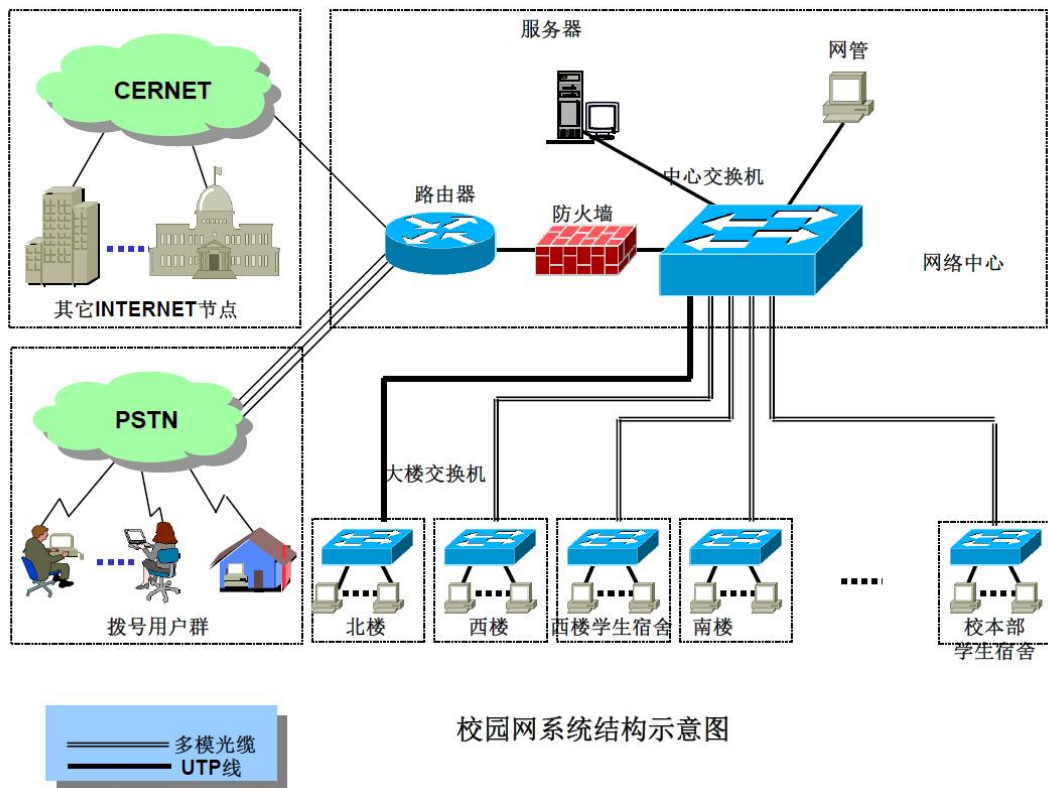 服务器
网管
CERNET
中心交换机
路由器
防火墙
网络中心
其它INTERNET节点
PSTN
大楼交换机
拨号用户群
北楼
西楼
西楼学生宿舍
南楼
校本部
学生宿舍
校园网系统结构示意图
多模光缆
UTP线